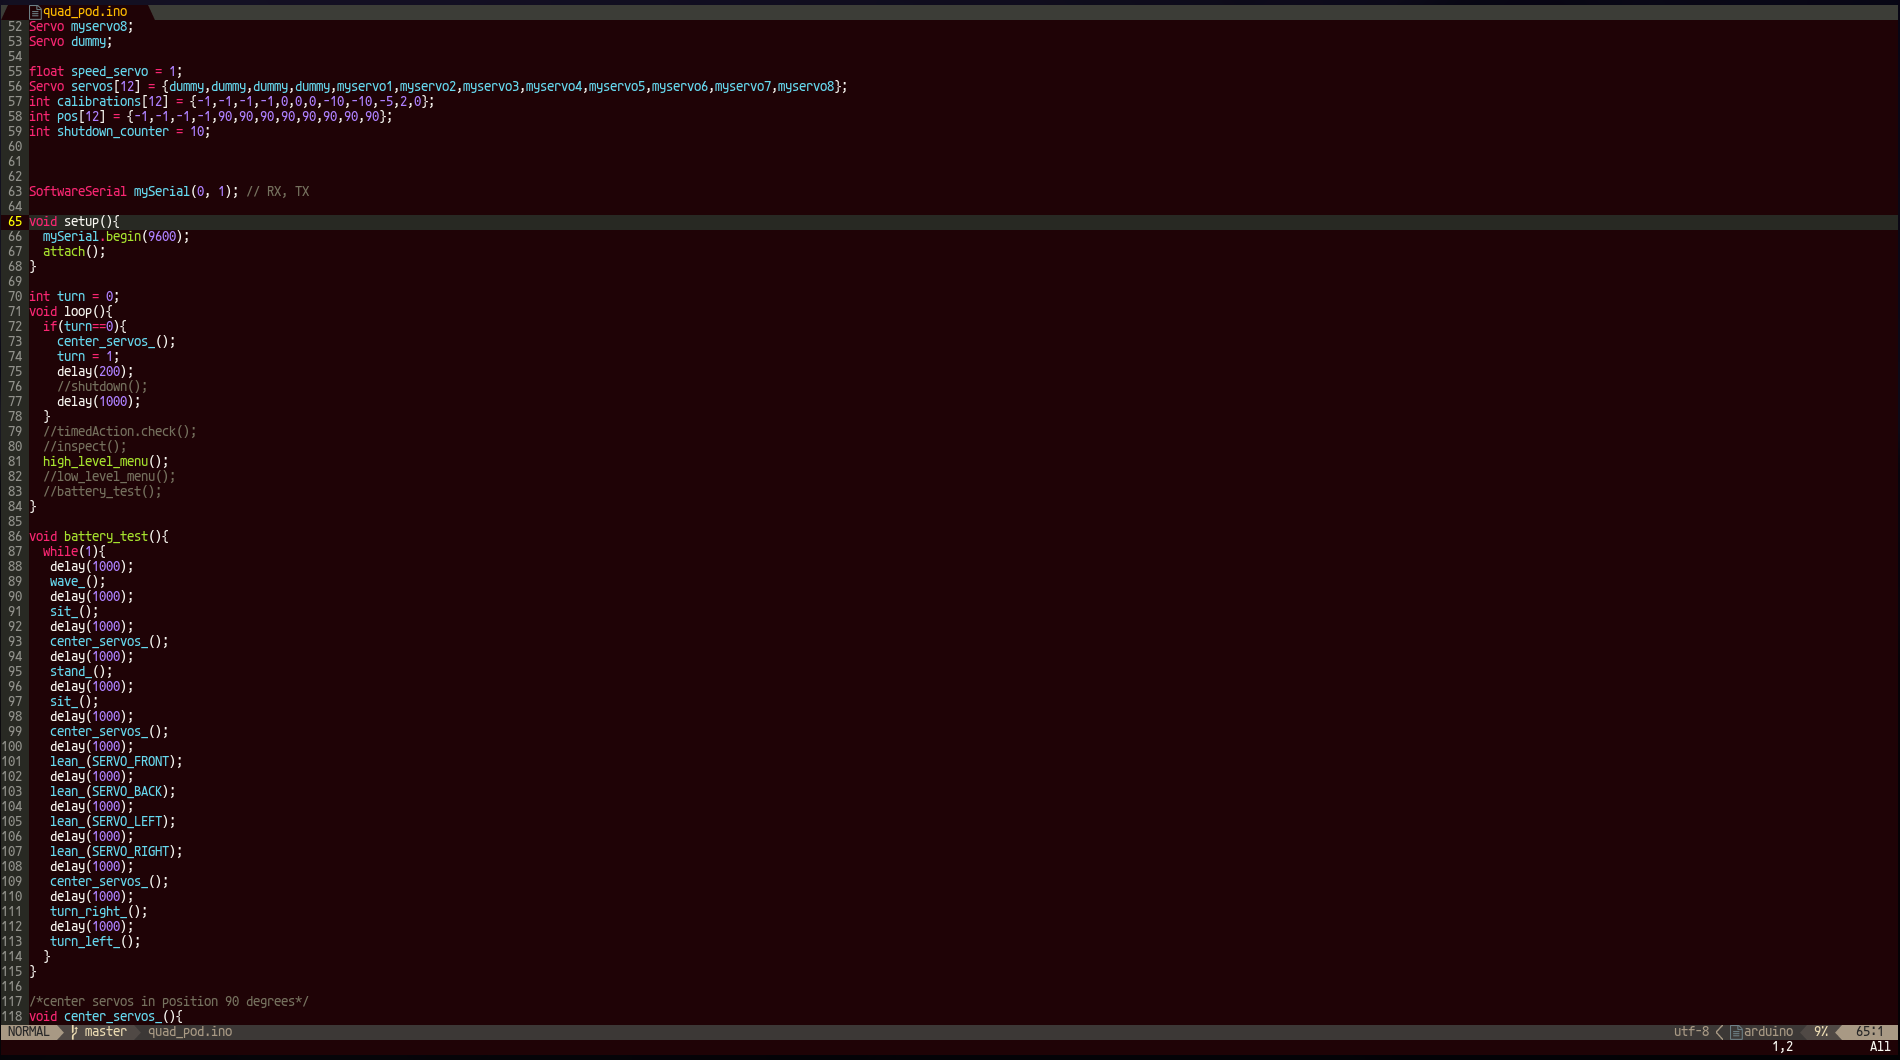 quad_pod.ino
52 Servo myservo8;
53 Servo dummy;
54
55 float speed_servo = 1;
56 Servo servos[12] = {dummy,dummy,dummy,dummy,myservo1,myservo2,myservo3,myservo4,myservo5,myservo6,myservo7,myservo8};
57 int calibrations[12] = {-1,-1,-1,-1,0,0,0,-10,-10,-5,2,0};
58 int pos[12] = {-1,-1,-1,-1,90,90,90,90,90,90,90,90};
59 int shutdown_counter = 10;
60
61
62
63 SoftwareSerial mySerial(0, 1); // RX, TX
64
65 void setup(){
66   mySerial.begin(9600);
67   attach();
68 }
69
70 int turn = 0;
71 void loop(){
72   if(turn==0){
73     center_servos_();
74     turn = 1;
75     delay(200);
76     //shutdown();
77     delay(1000);
78   }
79   //timedAction.check();
80   //inspect();
81   high_level_menu();
82   //low_level_menu();
83   //battery_test();
84 }
85
86 void battery_test(){
87   while(1){
88    delay(1000);
89    wave_();
90    delay(1000);
91    sit_();
92    delay(1000);
93    center_servos_();
94    delay(1000);
95    stand_();
96    delay(1000);
97    sit_();
98    delay(1000);
99    center_servos_();
100    delay(1000);
101    lean_(SERVO_FRONT);
102    delay(1000);
103    lean_(SERVO_BACK);
104    delay(1000);
105    lean_(SERVO_LEFT);
106    delay(1000);
107    lean_(SERVO_RIGHT);
108    delay(1000);
109    center_servos_();
110    delay(1000);
111    turn_right_();
112    delay(1000);
113    turn_left_();
114   }
115 }
116
117 /*center servos in position 90 degrees*/
118 void center_servos_(){
NORMAL master quad_pod.ino utf-8 arduino 9% 65:1
1,2 All